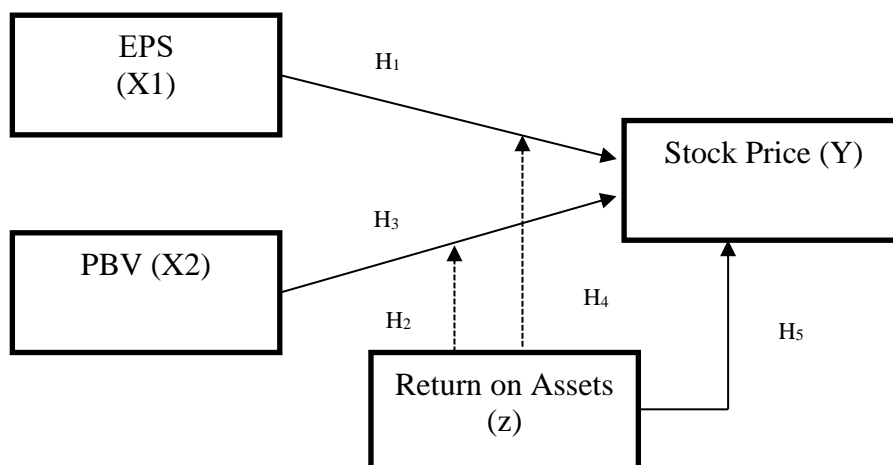 EPS
(X1)
H₁
Stock Price (Y)
H₃
PBV (X2)
H₂
H₄
H₅
Return on Assets
(z)